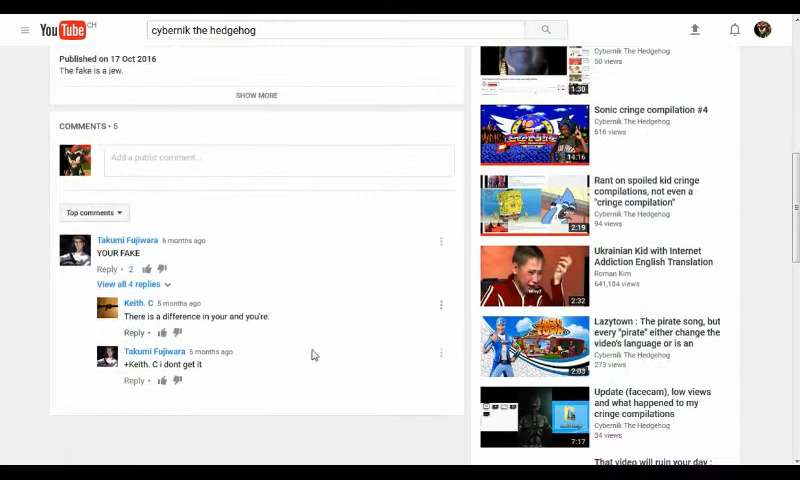 YouTube CH
cybernik the hedgehog
Published on 17 Oct 2016
The fake is a jew.
SHOW MORE
COMMENTS • 5
Add a public comment...
Top comments
Takumi Fujiwara 6 months ago
YOUR FAKE
Reply • 2
View all 4 replies
Keith. C 5 months ago
There is a difference in your and you're.
Reply •
Takumi Fujiwara 5 months ago
+Keith. C i dont get it
Reply •
Cybernik The Hedgehog
50 views
1:30
Sonic cringe compilation #4
Cybernik The Hedgehog
616 views
14:16
Rant on spoiled kid cringe
compilations, not even a
"cringe compilation"
Cybernik The Hedgehog
94 views
2:19
Ukrainian Kid with Internet
Addiction English Translation
Roman Kim
641,184 views
Why?
2:32
Lazytown : The pirate song, but
every "pirate" either change the
video's language or is an
Cybernik The Hedgehog
273 views
2:03
Update (facecam), low views
and what happened to my
cringe compilations
Cybernik The Hedgehog
34 views
7:17
That video will ruin your day :